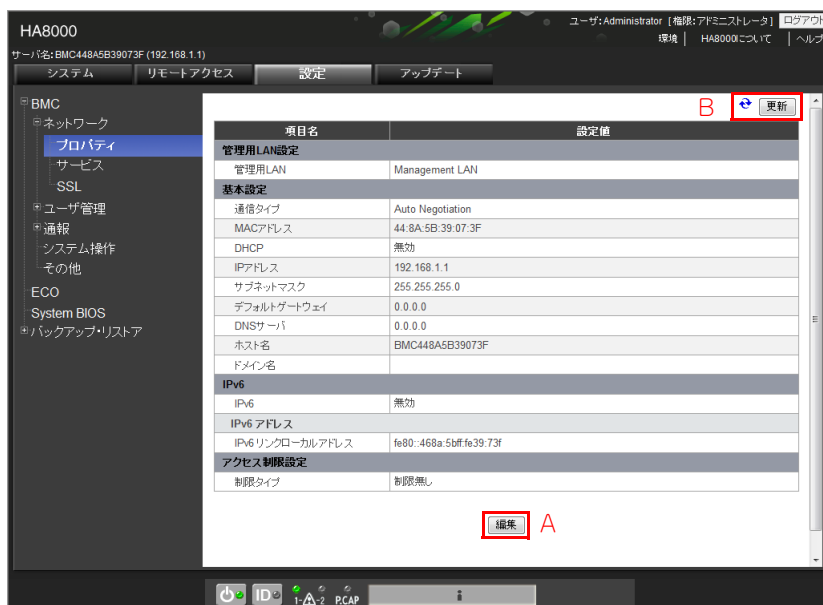 HA8000
ユーザ:Administrator [権限:アドミニストレータ] ログアウト
環境 | HA8000について | ヘルプ
サーバ名:BMC448A5B39073F (192.168.1.1)
システム リモートアクセス 設定 アップデート
BMC
ネットワーク
プロパティ
サービス
SSL
ユーザ管理
通報
システム操作
その他
ECO
System BIOS
バックアップ・リストア
B 更新
項目名 設定値
管理用LAN設定
管理用LAN Management LAN
基本設定
通信タイプ Auto Negotiation
MACアドレス 44:8A:5B:39:07:3F
DHCP 無効
IPアドレス 192.168.1.1
サブネットマスク 255.255.255.0
デフォルトゲートウェイ 0.0.0.0
DNSサーバ 0.0.0.0
ホスト名 BMC448A5B39073F
ドメイン名
IPv6
IPv6 無効
IPv6 アドレス
IPv6 リンクローカルアドレス fe80::468a:5bff:fe39:73f
アクセス制限設定
制限タイプ 制限無し
編集 A
ID 1-⚠-2 P.CAP i